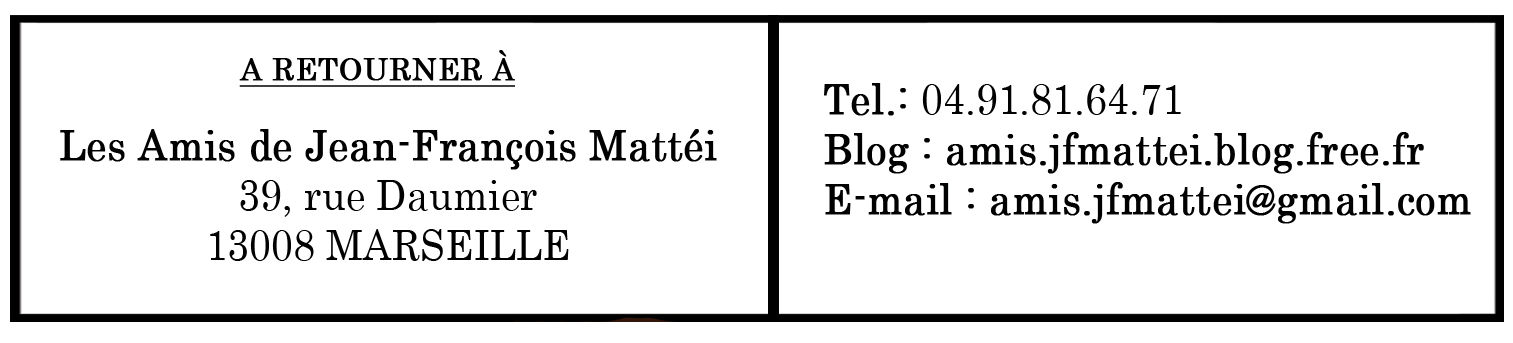 A RETOURNER À
Les Amis de Jean-François Mattéi
39, rue Daumier
13008 MARSEILLE
Tel.: 04.91.81.64.71
Blog : amis.jfmattei.blog.free.fr
E-mail : amis.jfmattei@gmail.com